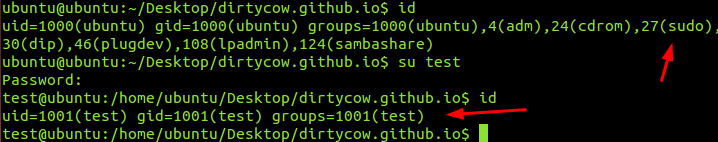 ubuntu@ubuntu:~/Desktop/dirtycow.github.io$ id
uid=1000(ubuntu) gid=1000(ubuntu) groups=1000(ubuntu),4(adm),24(cdrom),27(sudo),
30(dip),46(plugdev),108(lpadmin),124(sambashare)
ubuntu@ubuntu:~/Desktop/dirtycow.github.io$ su test
Password:
test@ubuntu:/home/ubuntu/Desktop/dirtycow.github.io$ id
uid=1001(test) gid=1001(test) groups=1001(test)
test@ubuntu:/home/ubuntu/Desktop/dirtycow.github.io$